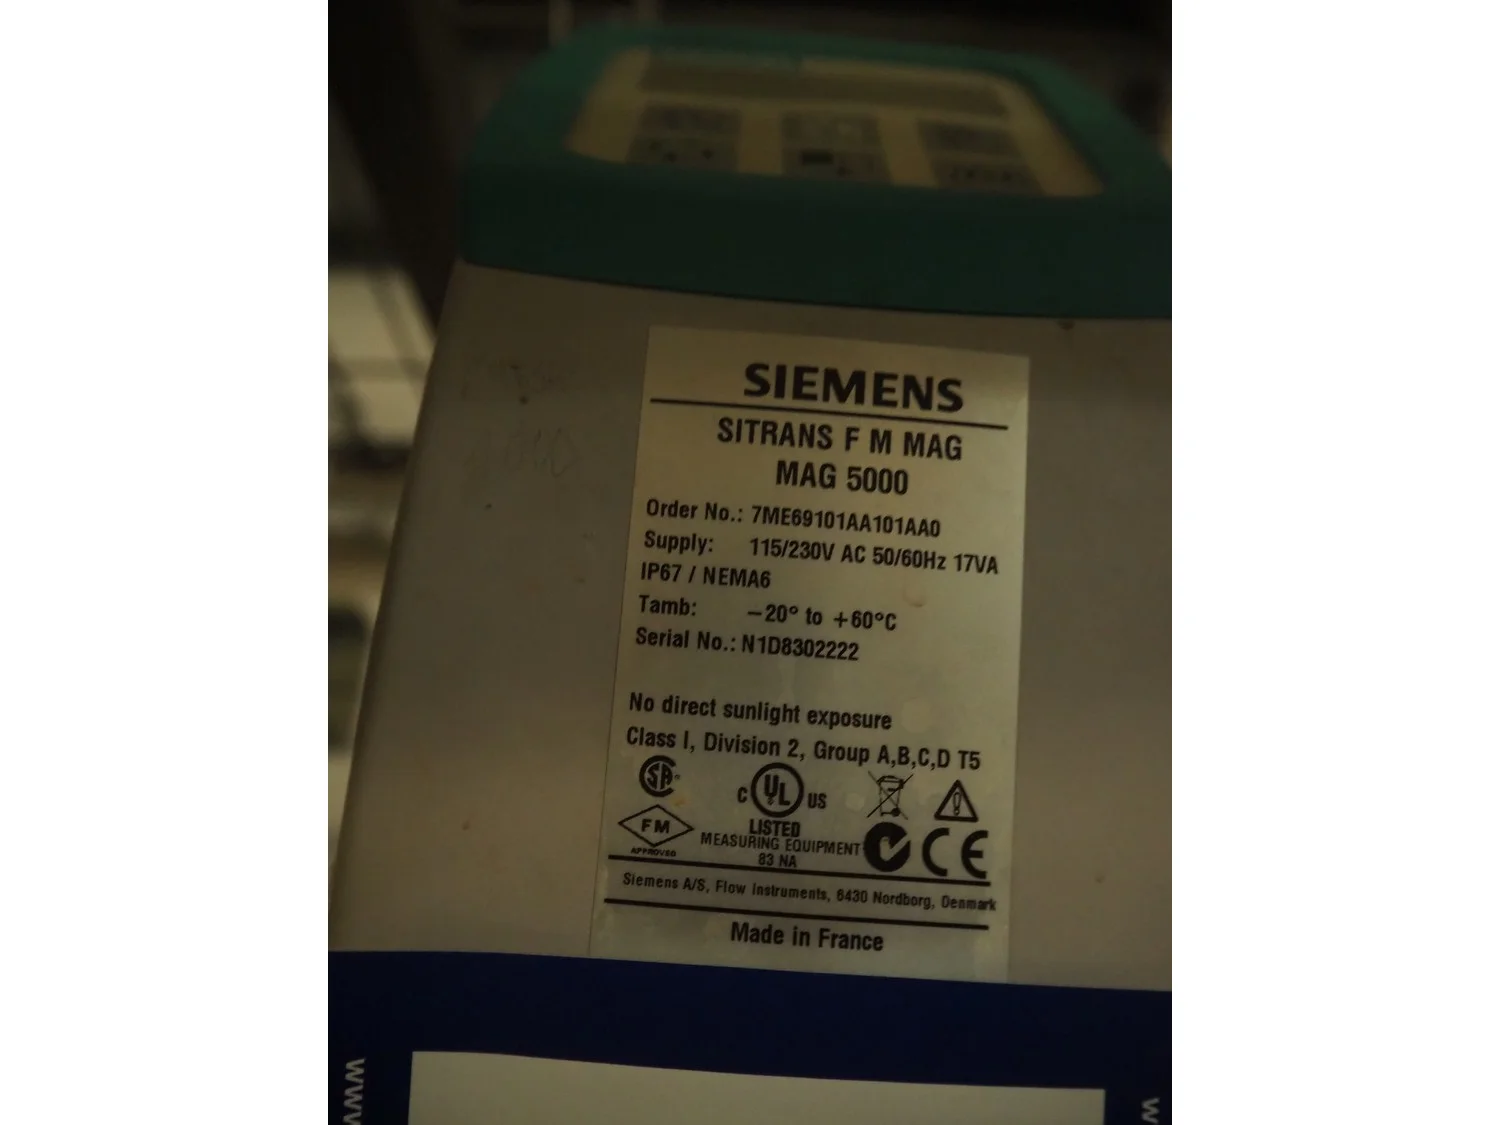 SIEMENS
SITRANS F M MAG
MAG 5000
Order No.: 7ME69101AA101AA0
Supply: 115/230V AC 50/60Hz 17VA
IP67 / NEMA6
Tamb: −20° to +60°C
Serial No.: N1D8302222
No direct sunlight exposure
Class I, Division 2, Group A,B,C,D T5
SA
C UL US
LISTED
FM
APPROVED
MEASURING EQUIPMENT
83 NA
CE
Siemens A/S, Flow Instruments, 6430 Nordborg, Denmark
Made in France
www